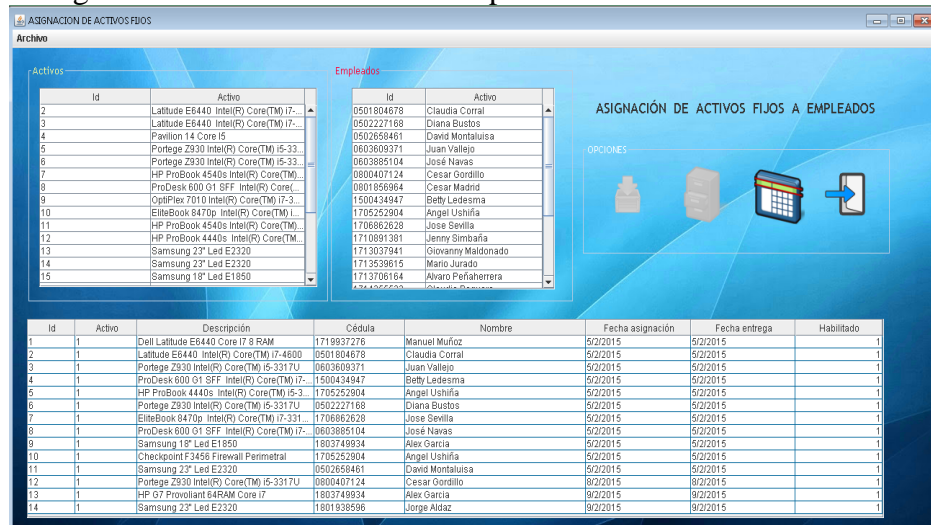 ASIGNACION DE ACTIVOS FIJOS
Archivo
Activos
Id Activo
2 Latitude E6440 Intel(R) Core(TM) i7-...
3 Latitude E6440 Intel(R) Core(TM) i7-...
4 Pavilion 14 Core I5
5 Portege Z930 Intel(R) Core(TM) i5-33...
6 Portege Z930 Intel(R) Core(TM) i5-33...
7 HP ProBook 4540s Intel(R) Core(TM)...
8 ProDesk 600 G1 SFF Intel(R) Core(...
9 OptiPlex 7010 Intel(R) Core(TM) i7-3...
10 EliteBook 8470p Intel(R) Core(TM) i...
11 HP ProBook 4540s Intel(R) Core(TM)...
12 HP ProBook 4440s Intel(R) Core(TM...
13 Samsung 23" Led E2320
14 Samsung 23" Led E2320
15 Samsung 18" Led E1850
Empleados
Id Activo
0501804678 Claudia Corral
0502227168 Diana Bustos
0502658461 David Montaluisa
0603609371 Juan Vallejo
0603885104 José Navas
0800407124 Cesar Gordillo
0801856964 Cesar Madrid
1500434947 Betty Ledesma
1705252904 Angel Ushiña
1706862628 Jose Sevilla
1710891381 Jenny Simbaña
1713037941 Giovanny Maldonado
1713539615 Mario Jurado
1713706164 Alvaro Peñaherrera
ASIGNACIÓN DE ACTIVOS FIJOS A EMPLEADOS
OPCIONES
Id Activo Descripción Cédula Nombre Fecha asignación Fecha entrega Habilitado
1 1 Dell Latitude E6440 Core I7 8 RAM 1719937276 Manuel Muñoz 5/2/2015 5/2/2015 1
2 1 Latitude E6440 Intel(R) Core(TM) i7-4600 0501804678 Claudia Corral 5/2/2015 5/2/2015 1
3 1 Portege Z930 Intel(R) Core(TM) i5-3317U 0603609371 Juan Vallejo 5/2/2015 5/2/2015 1
4 1 ProDesk 600 G1 SFF Intel(R) Core(TM) i7-... 1500434947 Betty Ledesma 5/2/2015 5/2/2015 1
5 1 HP ProBook 4440s Intel(R) Core(TM) i5-3... 1705252904 Angel Ushiña 5/2/2015 5/2/2015 1
6 1 Portege Z930 Intel(R) Core(TM) i5-3317U 0502227168 Diana Bustos 5/2/2015 5/2/2015 1
7 1 EliteBook 8470p Intel(R) Core(TM) i7-331... 1706862628 Jose Sevilla 5/2/2015 5/2/2015 1
8 1 ProDesk 600 G1 SFF Intel(R) Core(TM) i7-... 0603885104 José Navas 5/2/2015 5/2/2015 1
9 1 Samsung 18" Led E1850 1803749934 Alex Garcia 5/2/2015 5/2/2015 1
10 1 Checkpoint F3456 Firewall Perimetral 1705252904 Angel Ushiña 5/2/2015 5/2/2015 1
11 1 Samsung 23" Led E2320 0502658461 David Montaluisa 5/2/2015 5/2/2015 1
12 1 Portege Z930 Intel(R) Core(TM) i5-3317U 0800407124 Cesar Gordillo 8/2/2015 8/2/2015 1
13 1 HP G7 Provoliant 64RAM Core i7 1803749934 Alex Garcia 9/2/2015 9/2/2015 1
14 1 Samsung 23" Led E2320 1801938596 Jorge Aldaz 9/2/2015 9/2/2015 1